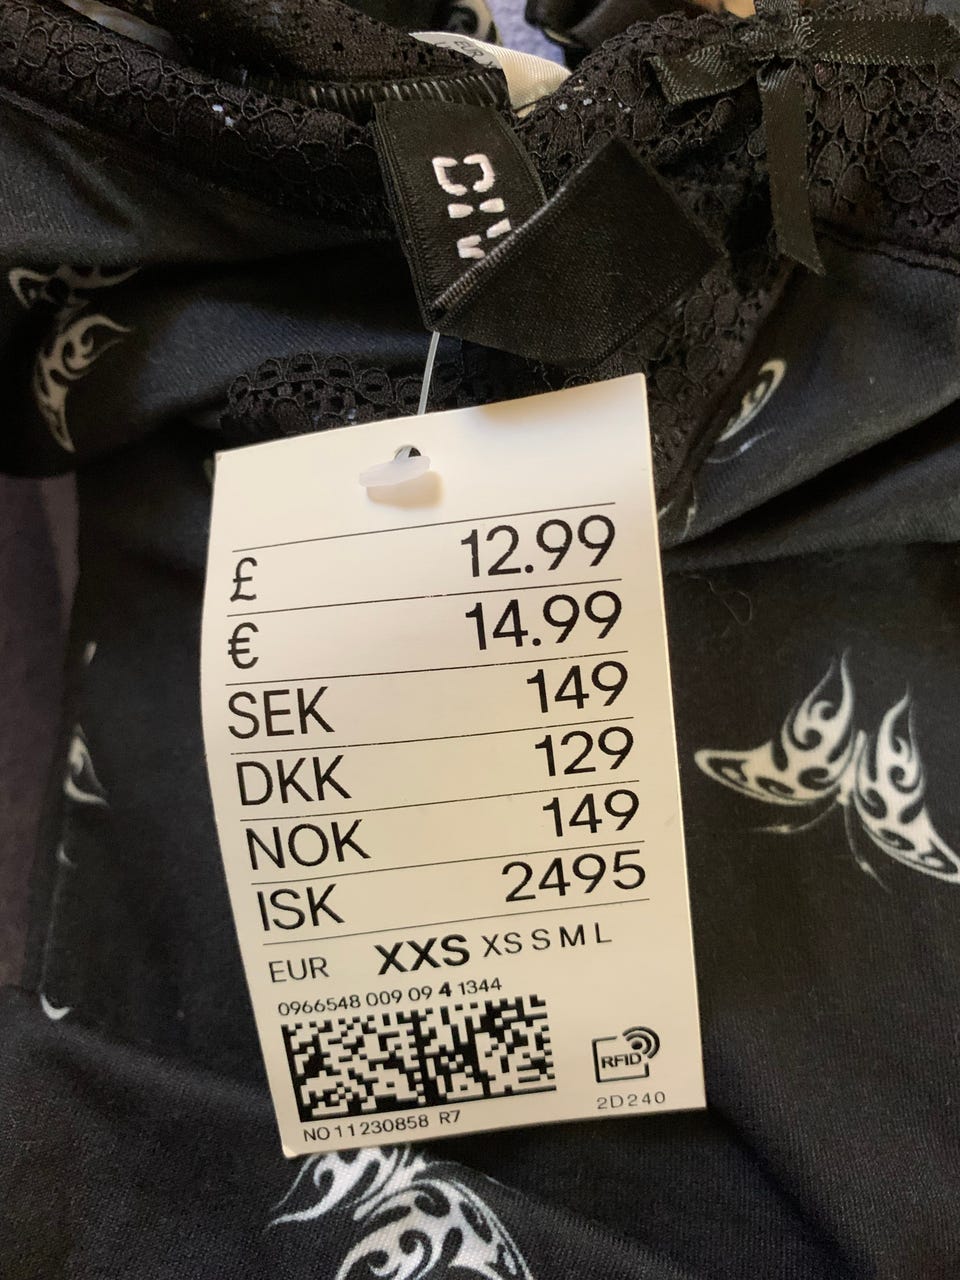 EUR
£ 12.99
€ 14.99
SEK 149
DKK 129
NOK 149
ISK 2495
EUR XXS XS S M L
0966548 009 09 4 1344
RFID
2D240
NO11230858 R7